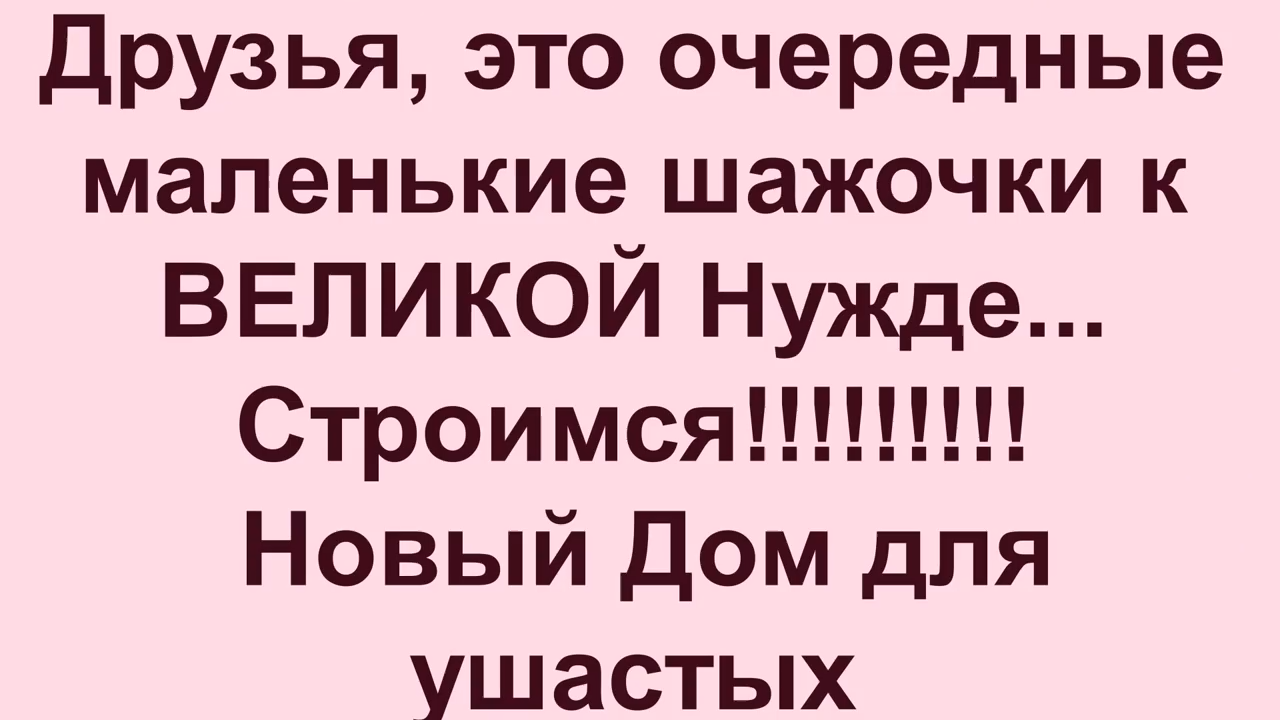 Друзья, это очередные
маленькие шажочки к
ВЕЛИКОЙ Нужде...
Строимся!!!!!!!!!
Новый Дом для
ушастых